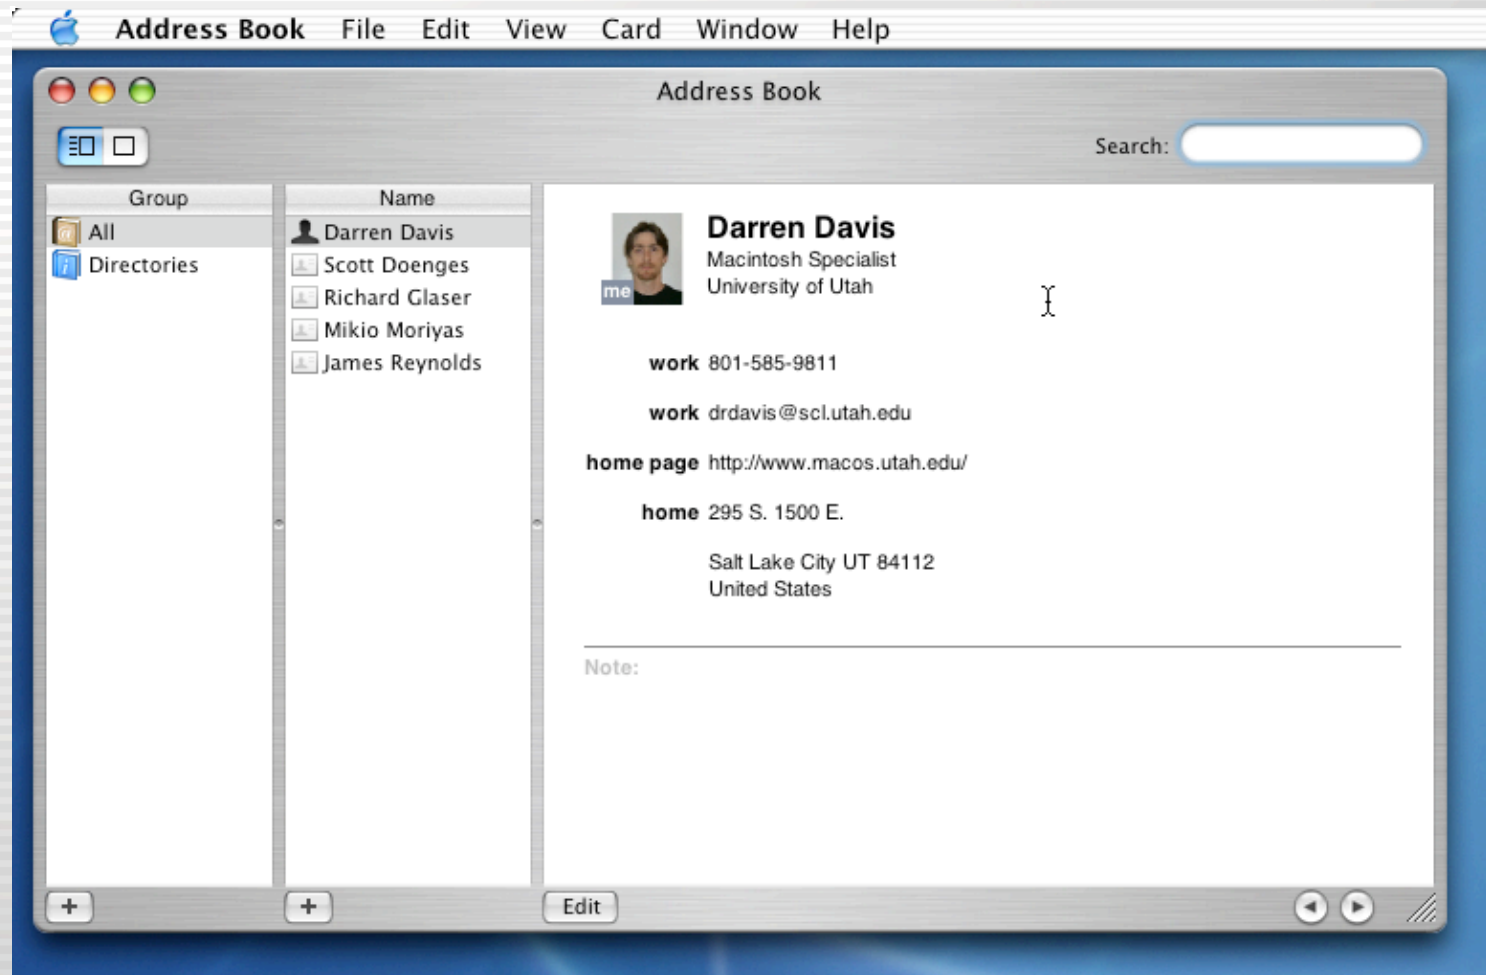 Address Book File Edit View Card Window Help
Address Book
Search:
Group
All
Directories
Name
Darren Davis
Scott Doenges
Richard Glaser
Mikio Moriyas
James Reynolds
me
Darren Davis
Macintosh Specialist
University of Utah
work 801-585-9811
work drdavis@scl.utah.edu
home page http://www.macos.utah.edu/
home 295 S. 1500 E.
Salt Lake City UT 84112
United States
Note:
+ + Edit